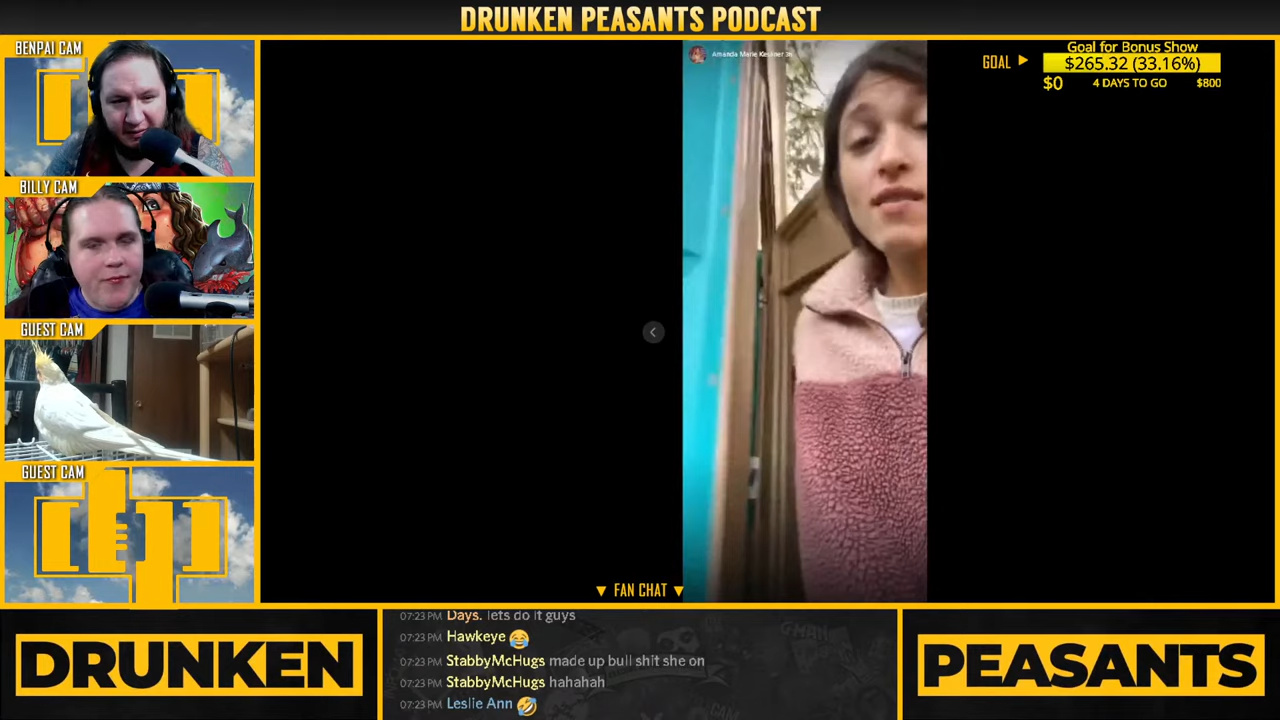 DRUNKEN PEASANTS PODCAST
BENPAI CAM
BILLY CAM
GUEST CAM
GUEST CAM
Amanda Marie
GOAL
Goal for Bonus Show
$265.32 (33.16%)
$0 4 DAYS TO GO $800
FAN CHAT
07:23 PM Days. lets do it guys
07:23 PM Hawkeye 😂
07:23 PM StabbyMcHugs made up bull shit she on
07:23 PM StabbyMcHugs hahahah
07:23 PM Leslie Ann 🤣
DRUNKEN
PEASANTS